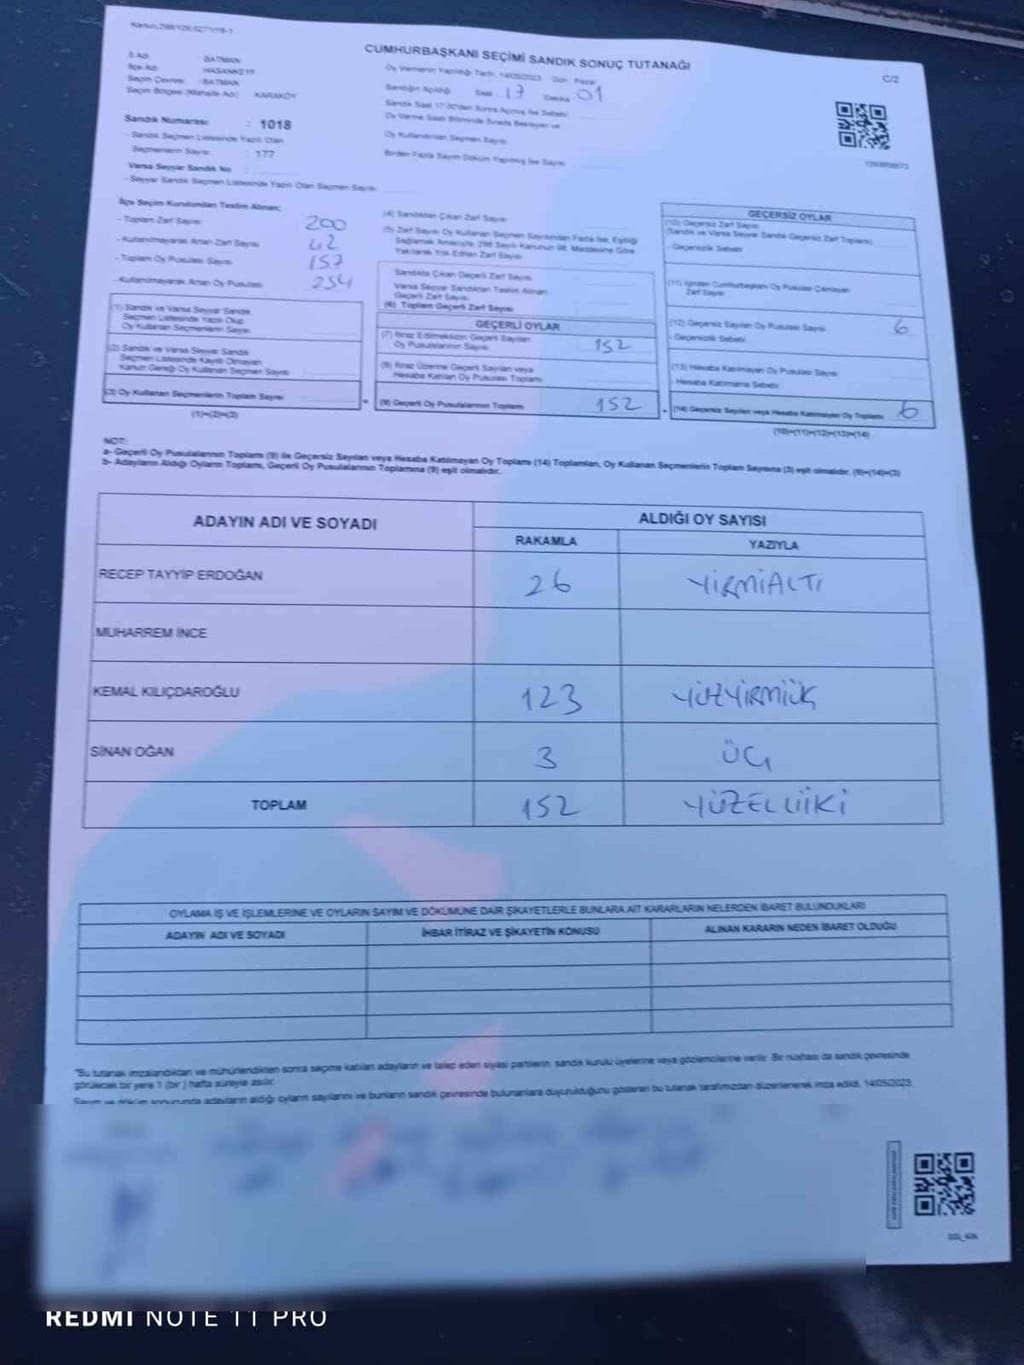 CUMHURBAŞKANI SEÇİMİ SANDIK SONUÇ TUTANAĞI
C/2
İl Adı : BATMAN
İlçe Adı : HASANKEYF
Seçim Çevresi : BATMAN
Seçim Bölgesi (Mahalle Adı) : KARAKÖY
Oy Vermenin Yapıldığı Tarih: 14/05/2023 Gün: Pazar
Sandığın Açıldığı Saat 17 Dakika 01
Sandık Saat 17.00'den Sonra Açılmış İse Sebebi:
Oy Verme Saati Bitiminde Sırada Bekleyen ve
Oy Kullandırılan Seçmen Sayısı:
Birden Fazla Sayım Döküm Yapılmış İse Sayısı:
Sandık Numarası : 1018
- Sandık Seçmen Listesinde Yazılı Olan
Seçmenlerin Sayısı : 177
Varsa Seyyar Sandık No
- Seyyar Sandık Seçmen Listesinde Yazılı Olan Seçmen Sayısı
İlçe Seçim Kurulundan Teslim Alınan;
- Toplam Zarf Sayısı 200
- Kullanılmayarak Artan Zarf Sayısı 42
- Toplam Oy Pusulası Sayısı 157
- Kullanılmayarak Artan Oy Pusulası 254
(1) Sandık ve Varsa Seyyar Sandık
Seçmen Listesinde Yazılı Olup
Oy Kullanan Seçmenlerin Sayısı
(2) Sandık ve Varsa Seyyar Sandık
Seçmen Listesinde Kayıtlı Olmayan
Kanun Gereği Oy Kullanan Seçmen Sayısı
(3) Oy Kullanan Seçmenlerin Toplam Sayısı
(1)+(2)=(3)
(4) Sandıktan Çıkan Zarf Sayısı
(5) Zarf Sayısı Oy Kullanan Seçmen Sayısından Fazla İse, Eşitliği
Sağlamak Amacıyla, 298 Sayılı Kanunun 98. Maddesine Göre
Yakılarak Yok Edilen Zarf Sayısı
Sandıkta Çıkan Geçerli Zarf Sayısı
Varsa Seyyar Sandıktan Teslim Alınan
Geçerli Zarf Sayısı
(6) Toplam Geçerli Zarf Sayısı
GEÇERLİ OYLAR
(7) İtiraz Edilmeksizin Geçerli Sayılan
Oy Pusulalarının Sayısı 152
(8) İtiraz Üzerine Geçerli Sayılan veya
Hesaba Katılan Oy Pusulası Toplamı
(9) Geçerli Oy Pusulalarının Toplamı 152
GEÇERSİZ OYLAR
(10) Geçersiz Zarf Sayısı
(Sandık ve Varsa Seyyar Sandık Geçersiz Zarf Toplamı)
- Geçersizlik Sebebi
(11) İçinden Cumhurbaşkanı Oy Pusulası Çıkmayan
Zarf Sayısı
(12) Geçersiz Sayılan Oy Pusulası Sayısı 6
- Geçersizlik Sebebi
(13) Hesaba Katılmayan Oy Pusulası Sayısı
- Hesaba Katılmama Sebebi
(14) Geçersiz Sayılan veya Hesaba Katılmayan Oy Toplamı 6
(10)+(11)+(12)+(13)=(14)
NOT:
a- Geçerli Oy Pusulasının Toplamı (9) ile Geçersiz Sayılan veya Hesaba Katılmayan Oy Toplamı (14) Toplamları, Oy Kullanan Seçmenlerin Toplam Sayısına (3) eşit olmalıdır. (9)+(14)=(3)
b- Adayların Aldığı Oyların Toplamı, Geçerli Oy Pusulalarının Toplamına (9) eşit olmalıdır.
ADAYIN ADI VE SOYADI
ALDIĞI OY SAYISI
RAKAMLA YAZIYLA
RECEP TAYYİP ERDOĞAN 26 YİRMİALTI
MUHARREM İNCE
KEMAL KILIÇDAROĞLU 123 YÜZYİRMİÜÇ
SİNAN OĞAN 3 ÜÇ
TOPLAM 152 YÜZELLİİKİ
OYLAMA İŞ VE İŞLEMLERİNE VE OYLARIN SAYIM VE DÖKÜMÜNE DAİR ŞİKAYETLERLE BUNLARA AİT KARARLARIN NELERDEN İBARET BULUNDUKLARI
ADAYIN ADI VE SOYADI İHBAR İTİRAZ VE ŞİKAYETİN KONUSU ALINAN KARARIN NEDEN İBARET OLDUĞU
"Bu tutanak imzalandıktan ve mühürlendikten sonra seçime katılan adayların ve talep eden siyasi partilerin sandık kurulu üyelerine veya gözlemcilerine verilir. Bir nüshası da sandık çevresinde
görülecek bir yere 1 (bir) hafta süreyle asılır.
Sayım ve döküm sonucunda adayların aldığı oyların sayılarını ve bunların sandık çevresinde bulunanlara duyurulduğunu gösteren bu tutanak tarafımızdan düzenlenerek imza edildi. 14/05/2023
REDMI NOTE 11 PRO